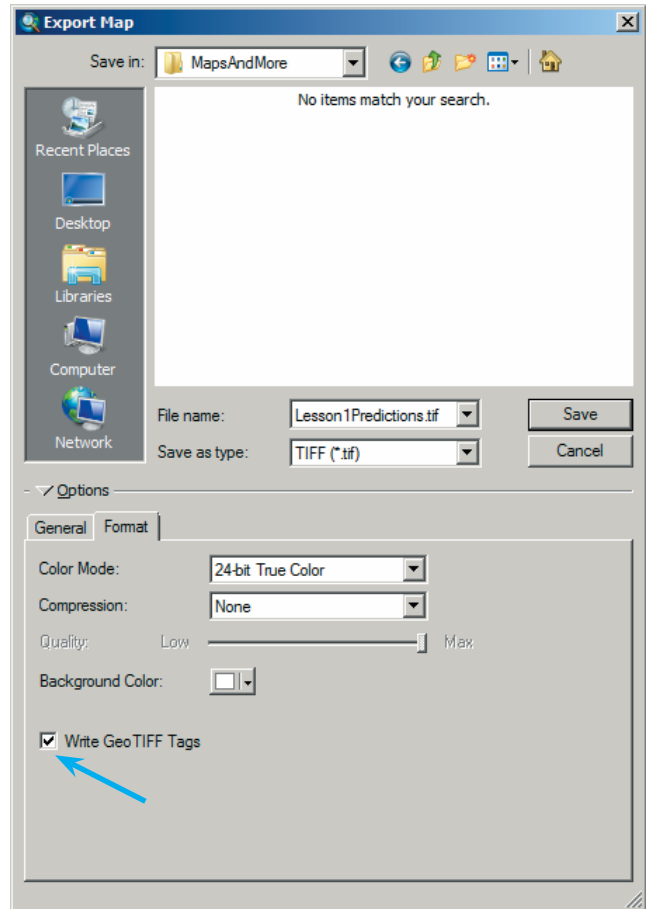 Export Map
Save in: MapsAndMore
No items match your search.
Recent Places
Desktop
Libraries
Computer
Network
File name: Lesson1Predictions.tif Save
Save as type: TIFF (*.tif) Cancel
Options
General Format
Color Mode: 24-bit True Color
Compression: None
Quality: Low Max
Background Color:
Write GeoTIFF Tags